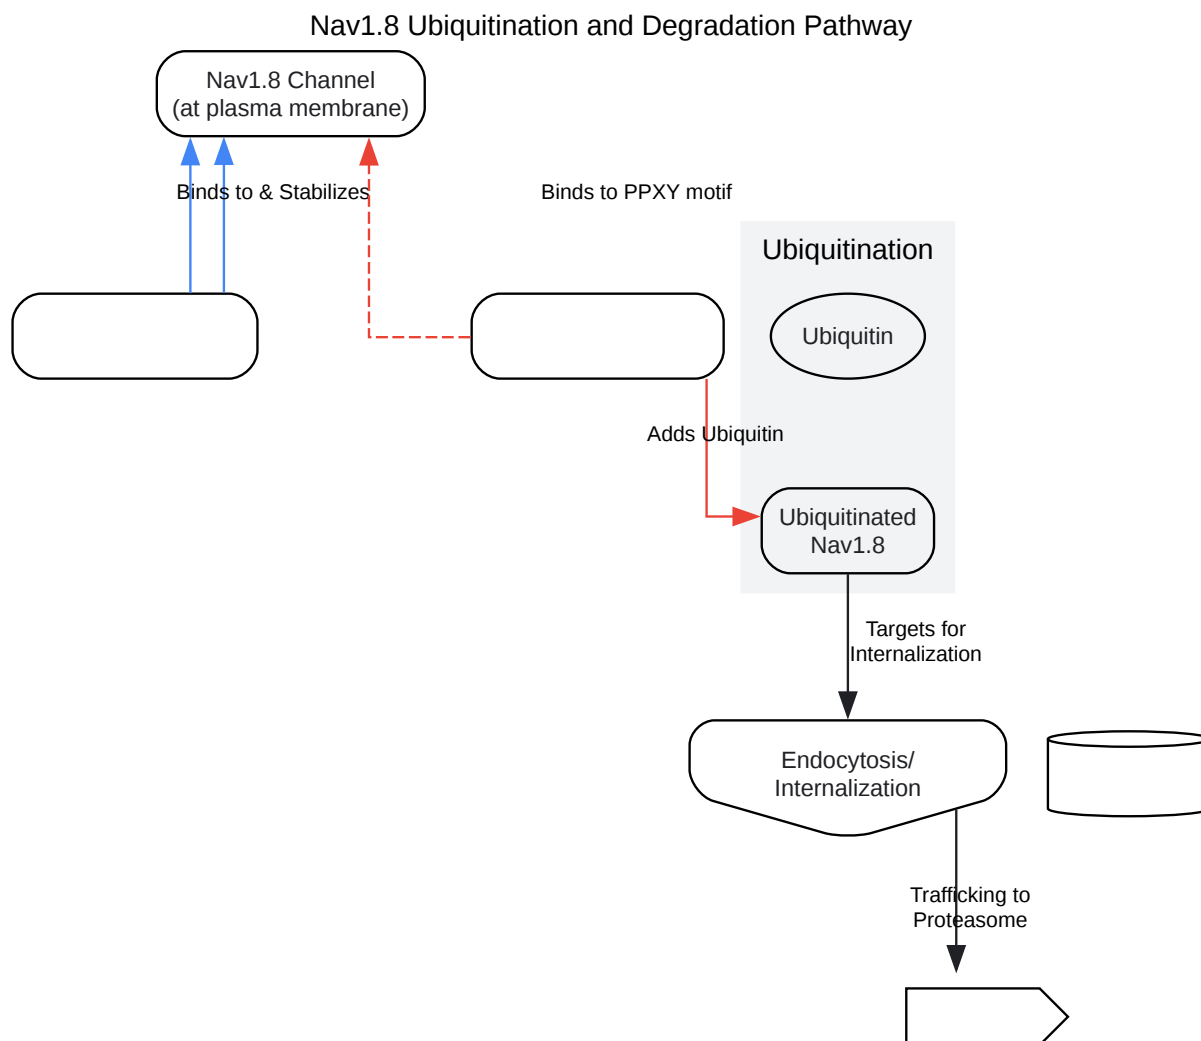 Nav1.8 Ubiquitination and Degradation Pathway
Nav1.8 Channel
(at plasma membrane)
Binds to & Stabilizes
Binds to PPXY motif
Ubiquitination
Ubiquitin
Adds Ubiquitin
Ubiquitinated
Nav1.8
Targets for
Internalization
Endocytosis/
Internalization
Trafficking to
Proteasome